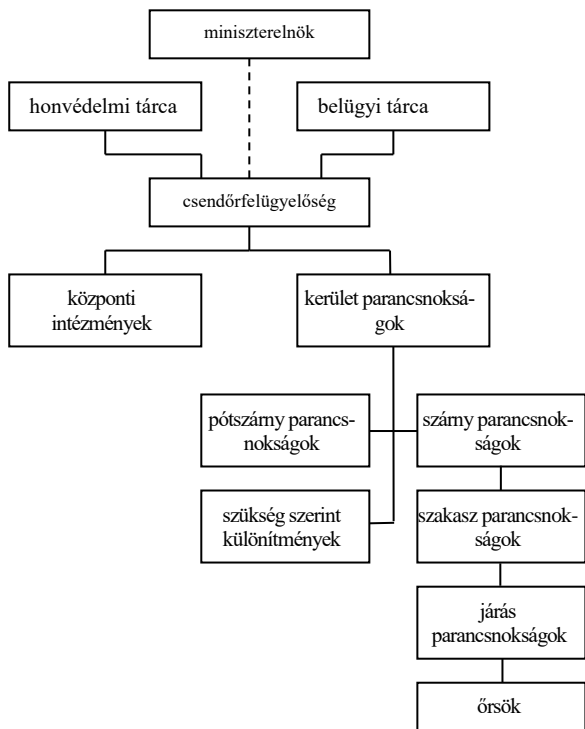 miniszterelnök
honvédelmi tárca
belügyi tárca
csendőrfelügyelőség
központi
intézmények
kerület parancsnoksá-
gok
pótszárny parancs-
nokságok
szárny parancsnok-
ságok
szükség szerint
különítmények
szakasz parancsnok-
ságok
járás
parancsnokságok
őrsök